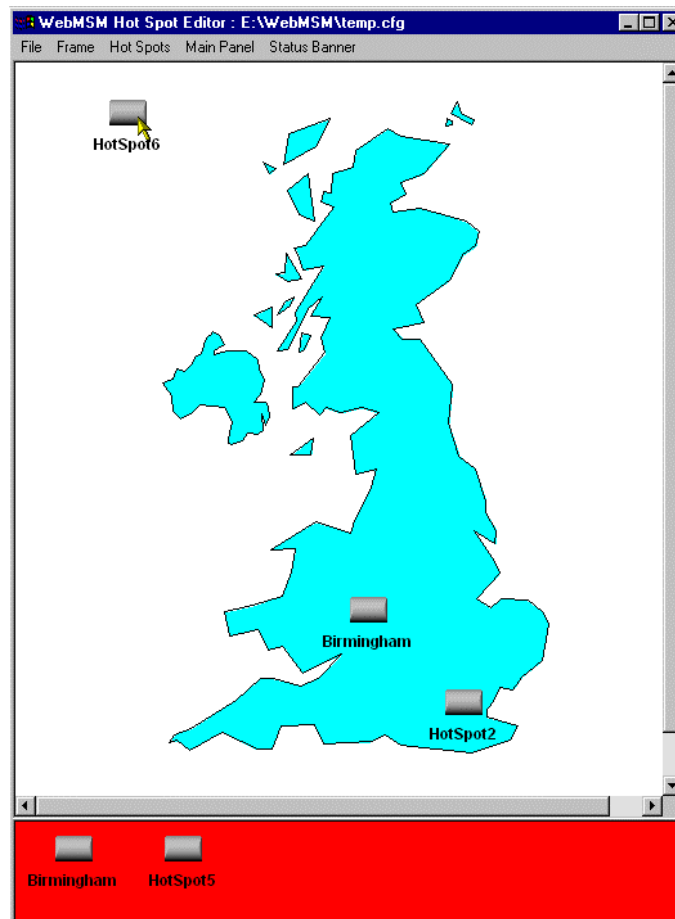 WebMSM Hot Spot Editor : E:\WebMSM\temp.cfg
File Frame Hot Spots Main Panel Status Banner
HotSpot6
Birmingham
HotSpot2
Birmingham HotSpot5